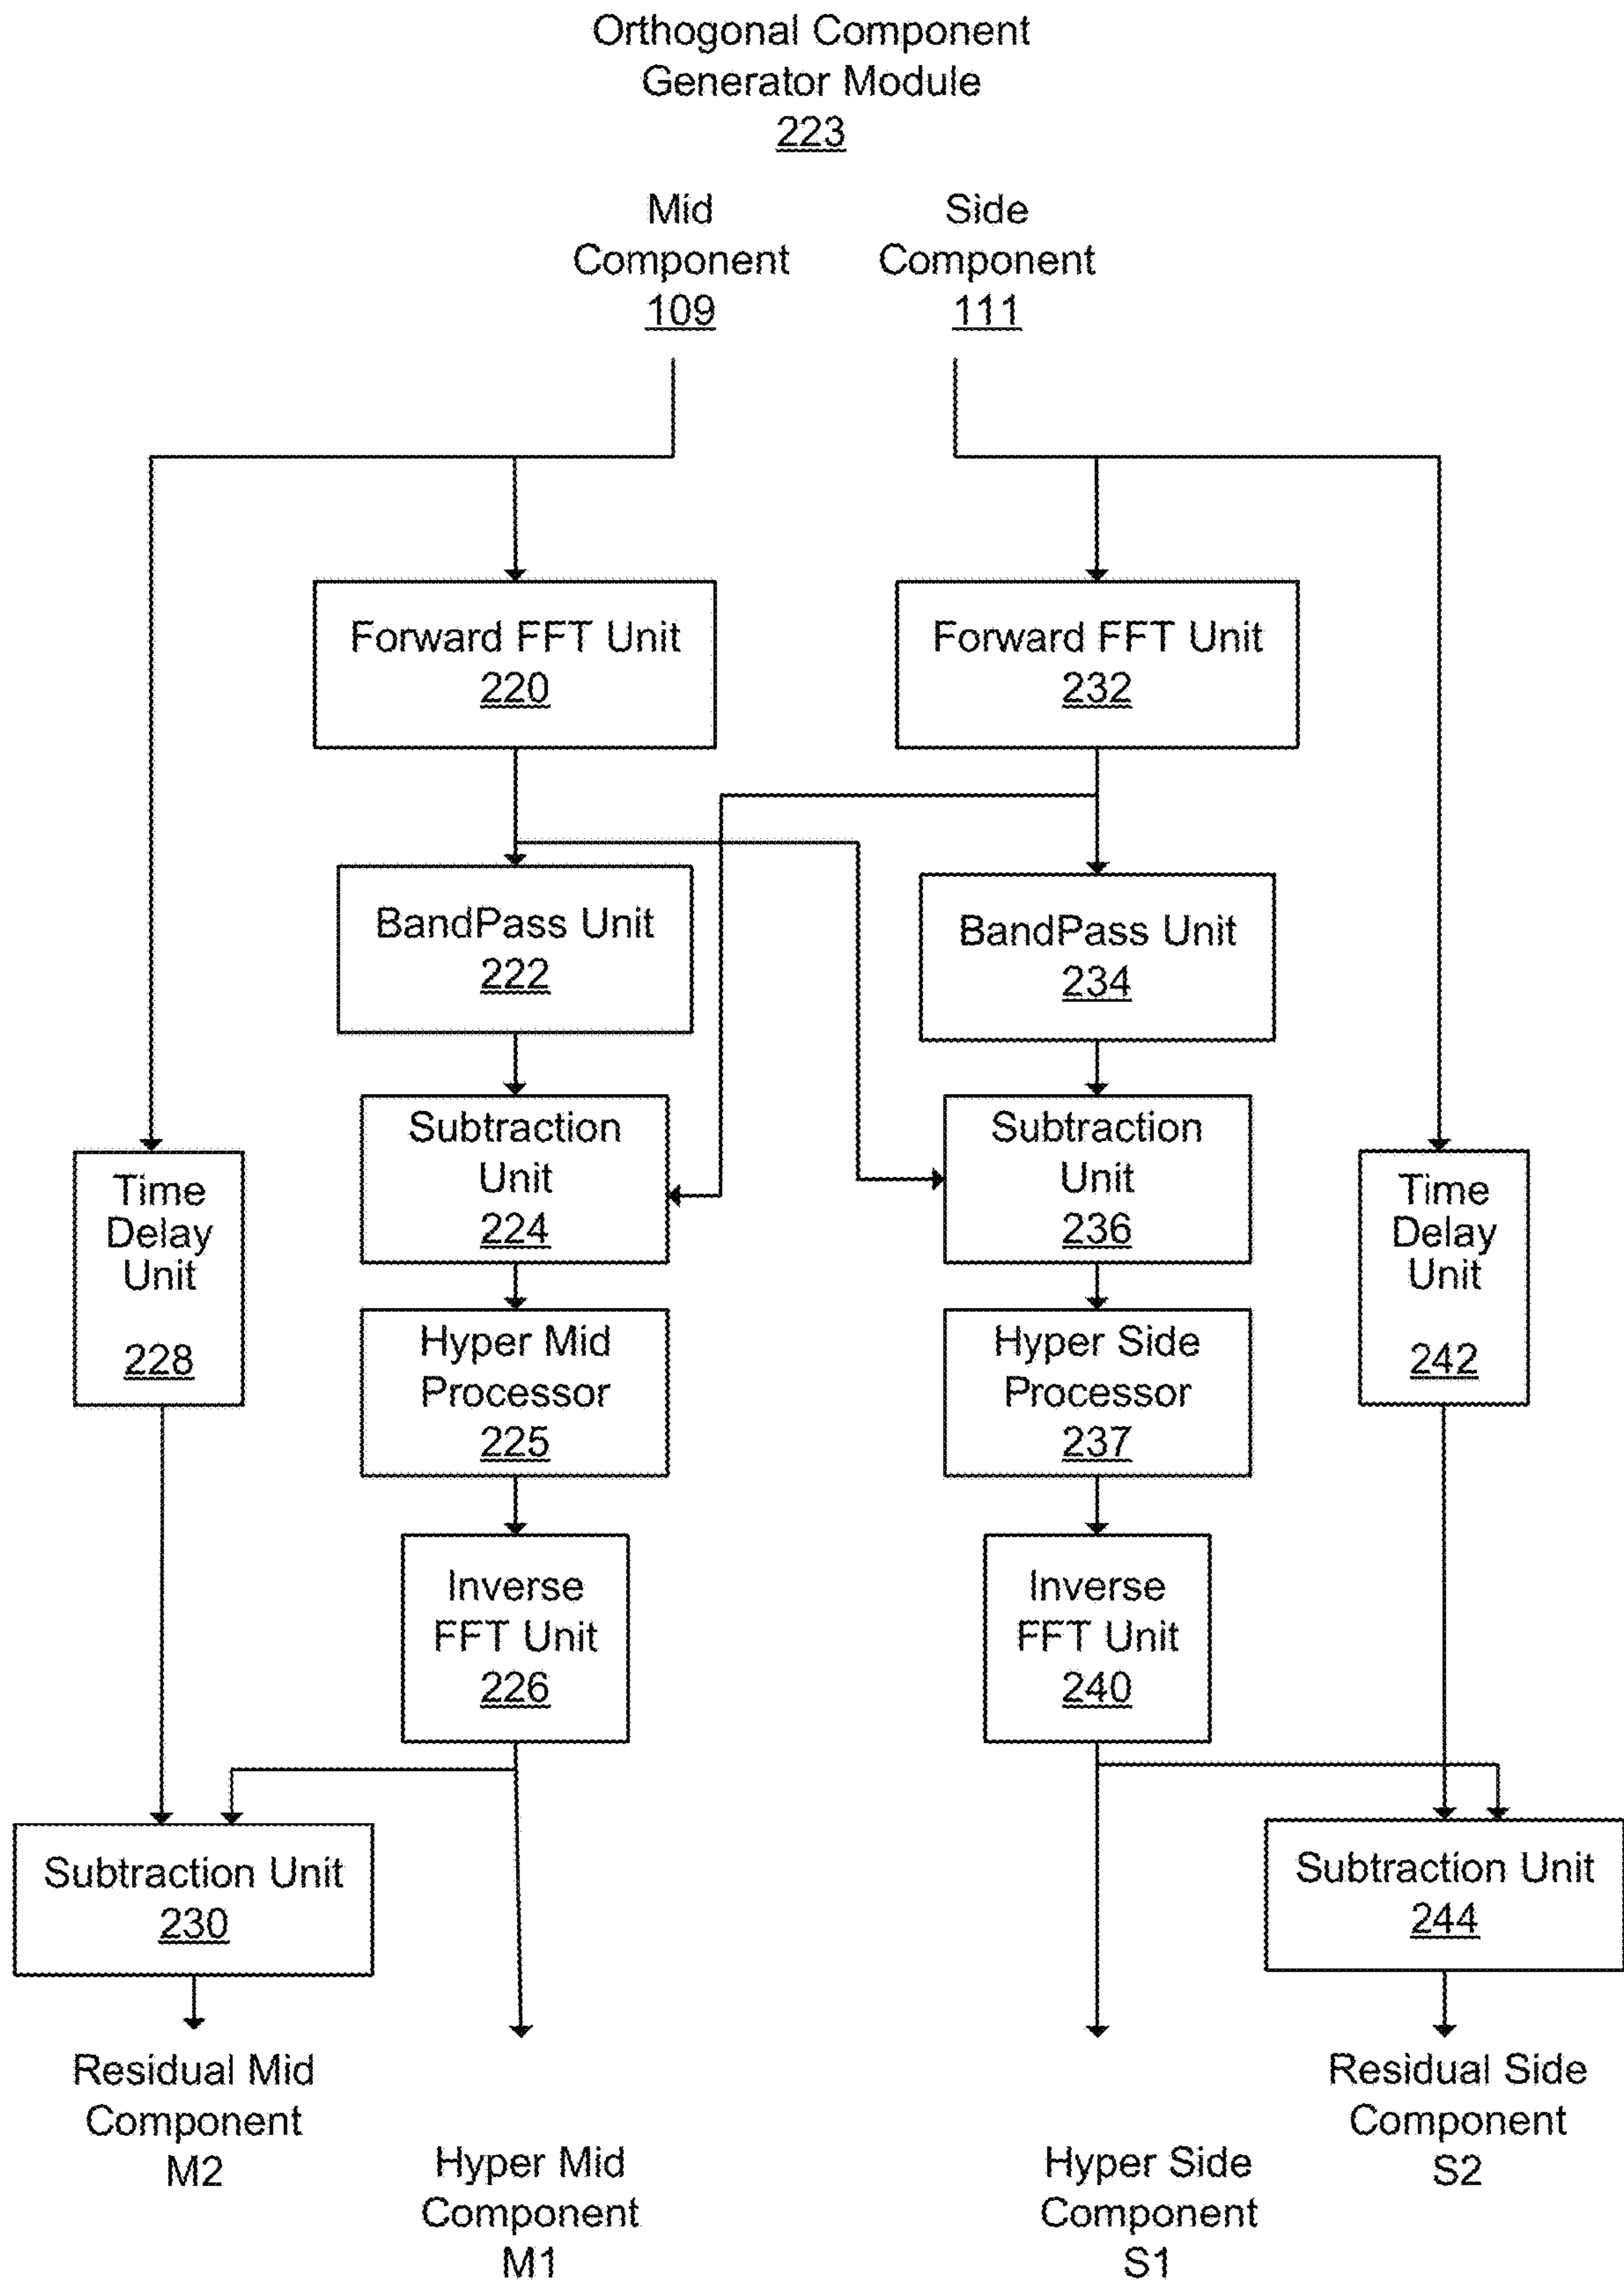 Orthogonal Component
Generator Module
223
Mid
Component
109
Side
Component
111
Forward FFT Unit
220
Forward FFT Unit
232
BandPass Unit
222
BandPass Unit
234
Subtraction
Unit
224
Subtraction
Unit
236
Time
Delay
Unit
228
Time
Delay
Unit
242
Hyper Mid
Processor
225
Hyper Side
Processor
237
Inverse
FFT Unit
226
Inverse
FFT Unit
240
Subtraction Unit
230
Subtraction Unit
244
Residual Mid
Component
M2
Hyper Mid
Component
M1
Hyper Side
Component
S1
Residual Side
Component
S2